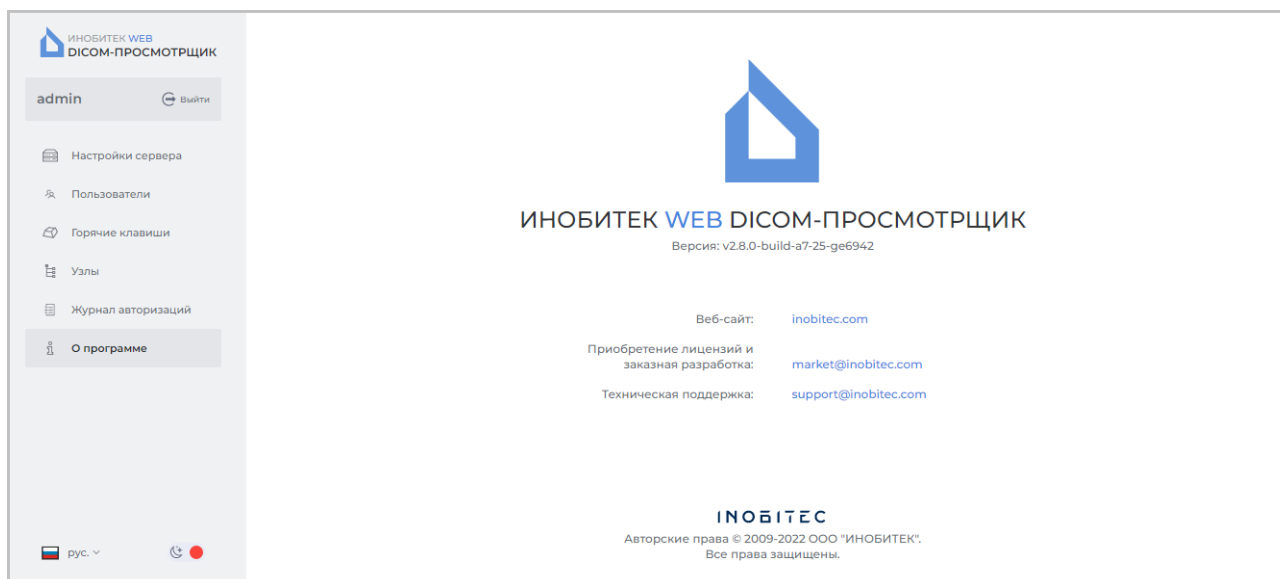 ИНОБИТЕК WEB
DICOM-ПРОСМОТРЩИК
admin
Выйти
Настройки сервера
Пользователи
Горячие клавиши
Узлы
Журнал авторизаций
О программе
рус.
ИНОБИТЕК WEB DICOM-ПРОСМОТРЩИК
Версия: v2.8.0-build-a7-25-ge6942
Веб-сайт: inobitec.com
Приобретение лицензий и
заказная разработка: market@inobitec.com
Техническая поддержка: support@inobitec.com
INOBITEC
Авторские права © 2009-2022 ООО "ИНОБИТЕК".
Все права защищены.